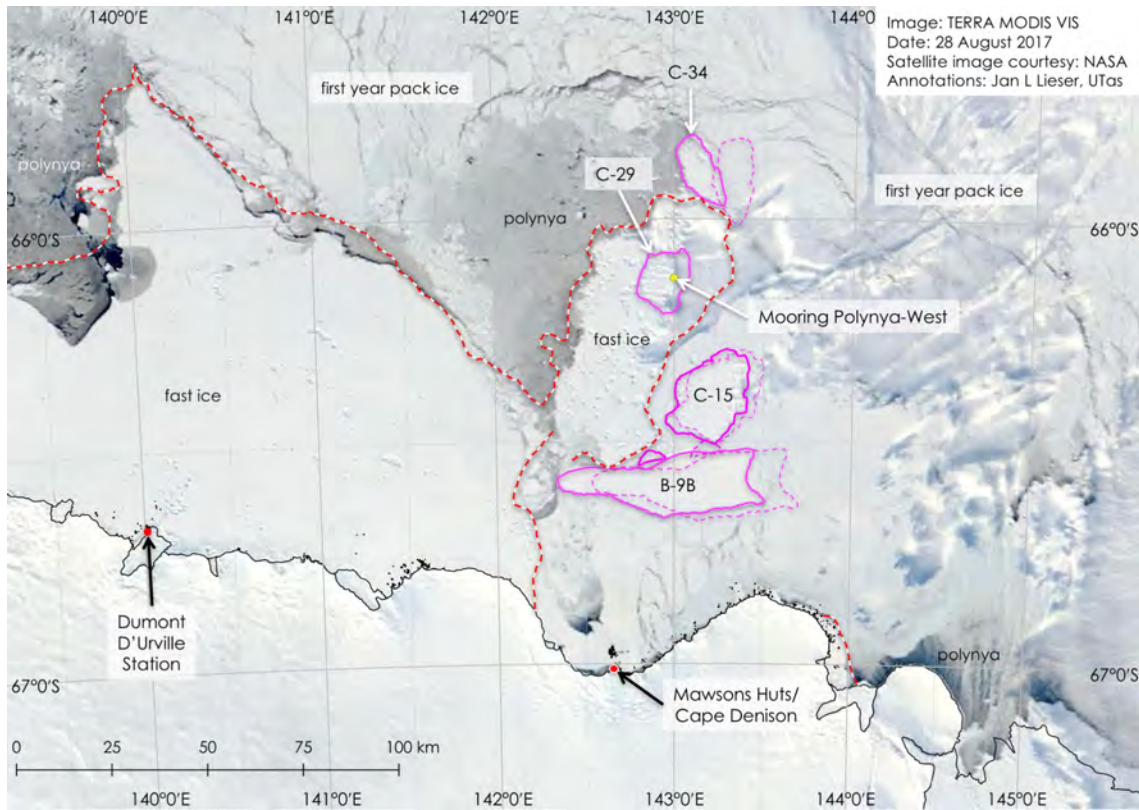 140°0'E
141°0'E
142°0'E
143°0'E
144°0
Image: TERRA MODIS VIS
Date: 28 August 2017
Satellite image courtesy: NASA
Annotations: Jan L Lieser, UTas
C-34
first year pack ice
polynya
C-29
first year pack ice
polynya
66°0'S
66°0'S
Mooring Polynya-West
fast ice
fast ice
C-15
B-9B
Dumont
D'Urville
Station
polynya
67°0'S
67°0'S
Mawsons Huts/
Cape Denison
0
25
50
75
100 km
140°0'E
141°0'E
142°0'E
143°0'E
144°0'E
145°0'E